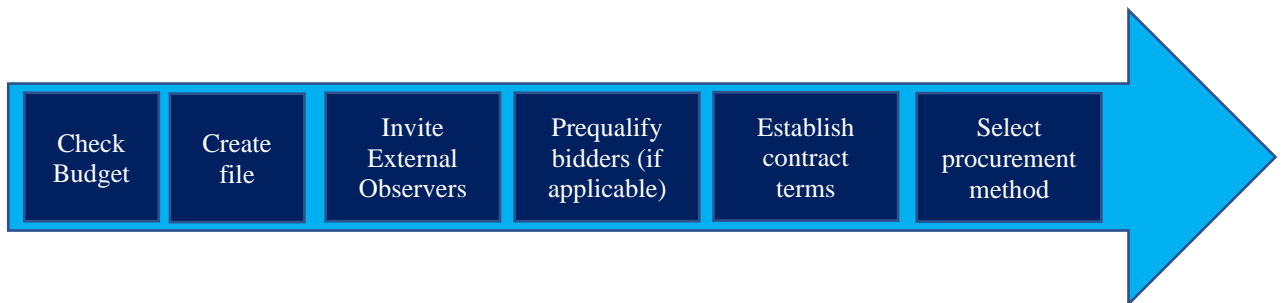 Check
Budget
Create
file
Invite
External
Observers
Prequalify
bidders (if
applicable)
Establish
contract
terms
Select
procurement
method